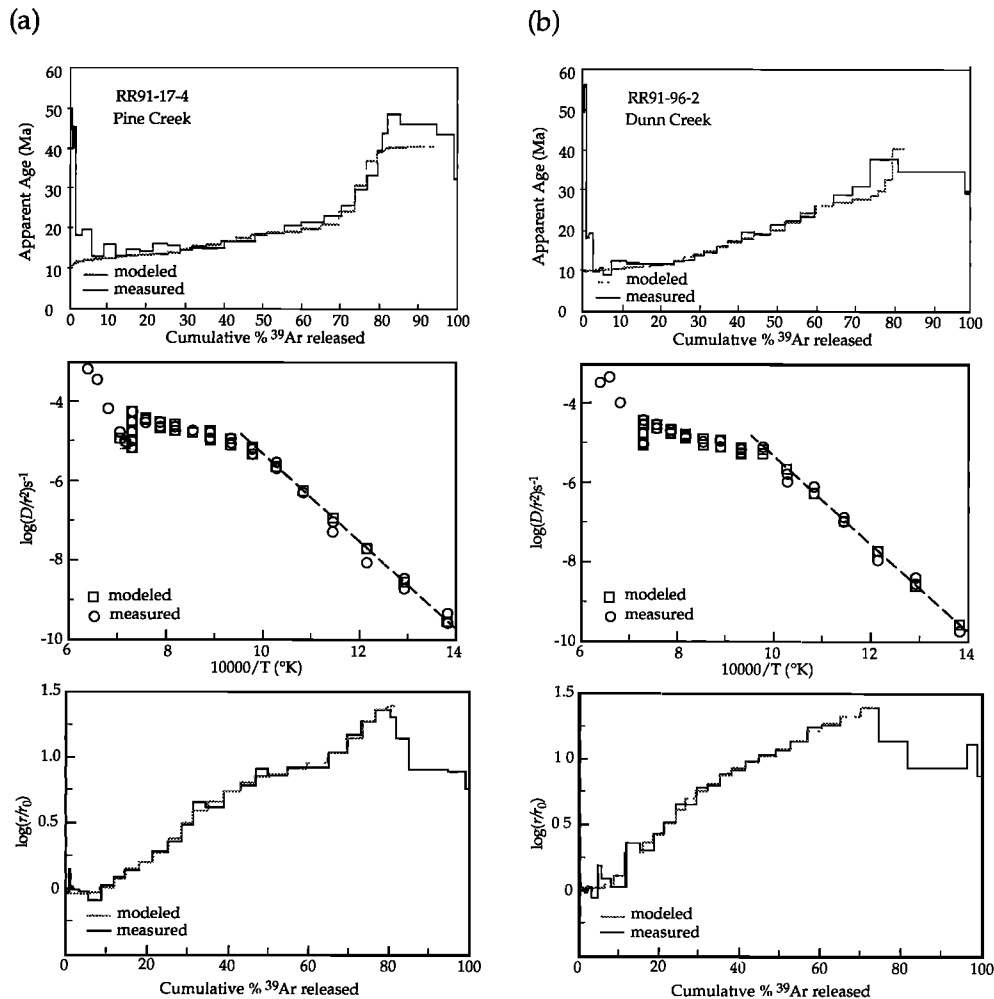 (a)
60
50
40
30
20
10
0
Apparent Age (Ma)
RR91-17-4
Pine Creek
modeled
measured
0 10 20 30 40 50 60 70 80 90 100
Cumulative % ³⁹Ar released
-4
-6
-8
-10
log(D/r²)s⁻¹
modeled
measured
6 8 10 12 14
10000/T (°K)
1.5
1.0
0.5
0
log(r/r₀)
modeled
measured
0 20 40 60 80 100
Cumulative % ³⁹Ar released
(b)
60
50
40
30
20
10
0
Apparent Age (Ma)
RR91-96-2
Dunn Creek
modeled
measured
0 10 20 30 40 50 60 70 80 90 100
Cumulative % ³⁹Ar released
-4
-6
-8
-10
log(D/r²)s⁻¹
modeled
measured
6 8 10 12 14
10000/T (°K)
1.5
1 0
0 5
0
log(r/r₀)
modeled
measured
0 20 40 60 80 100
Cumulative % ³⁹Ar released